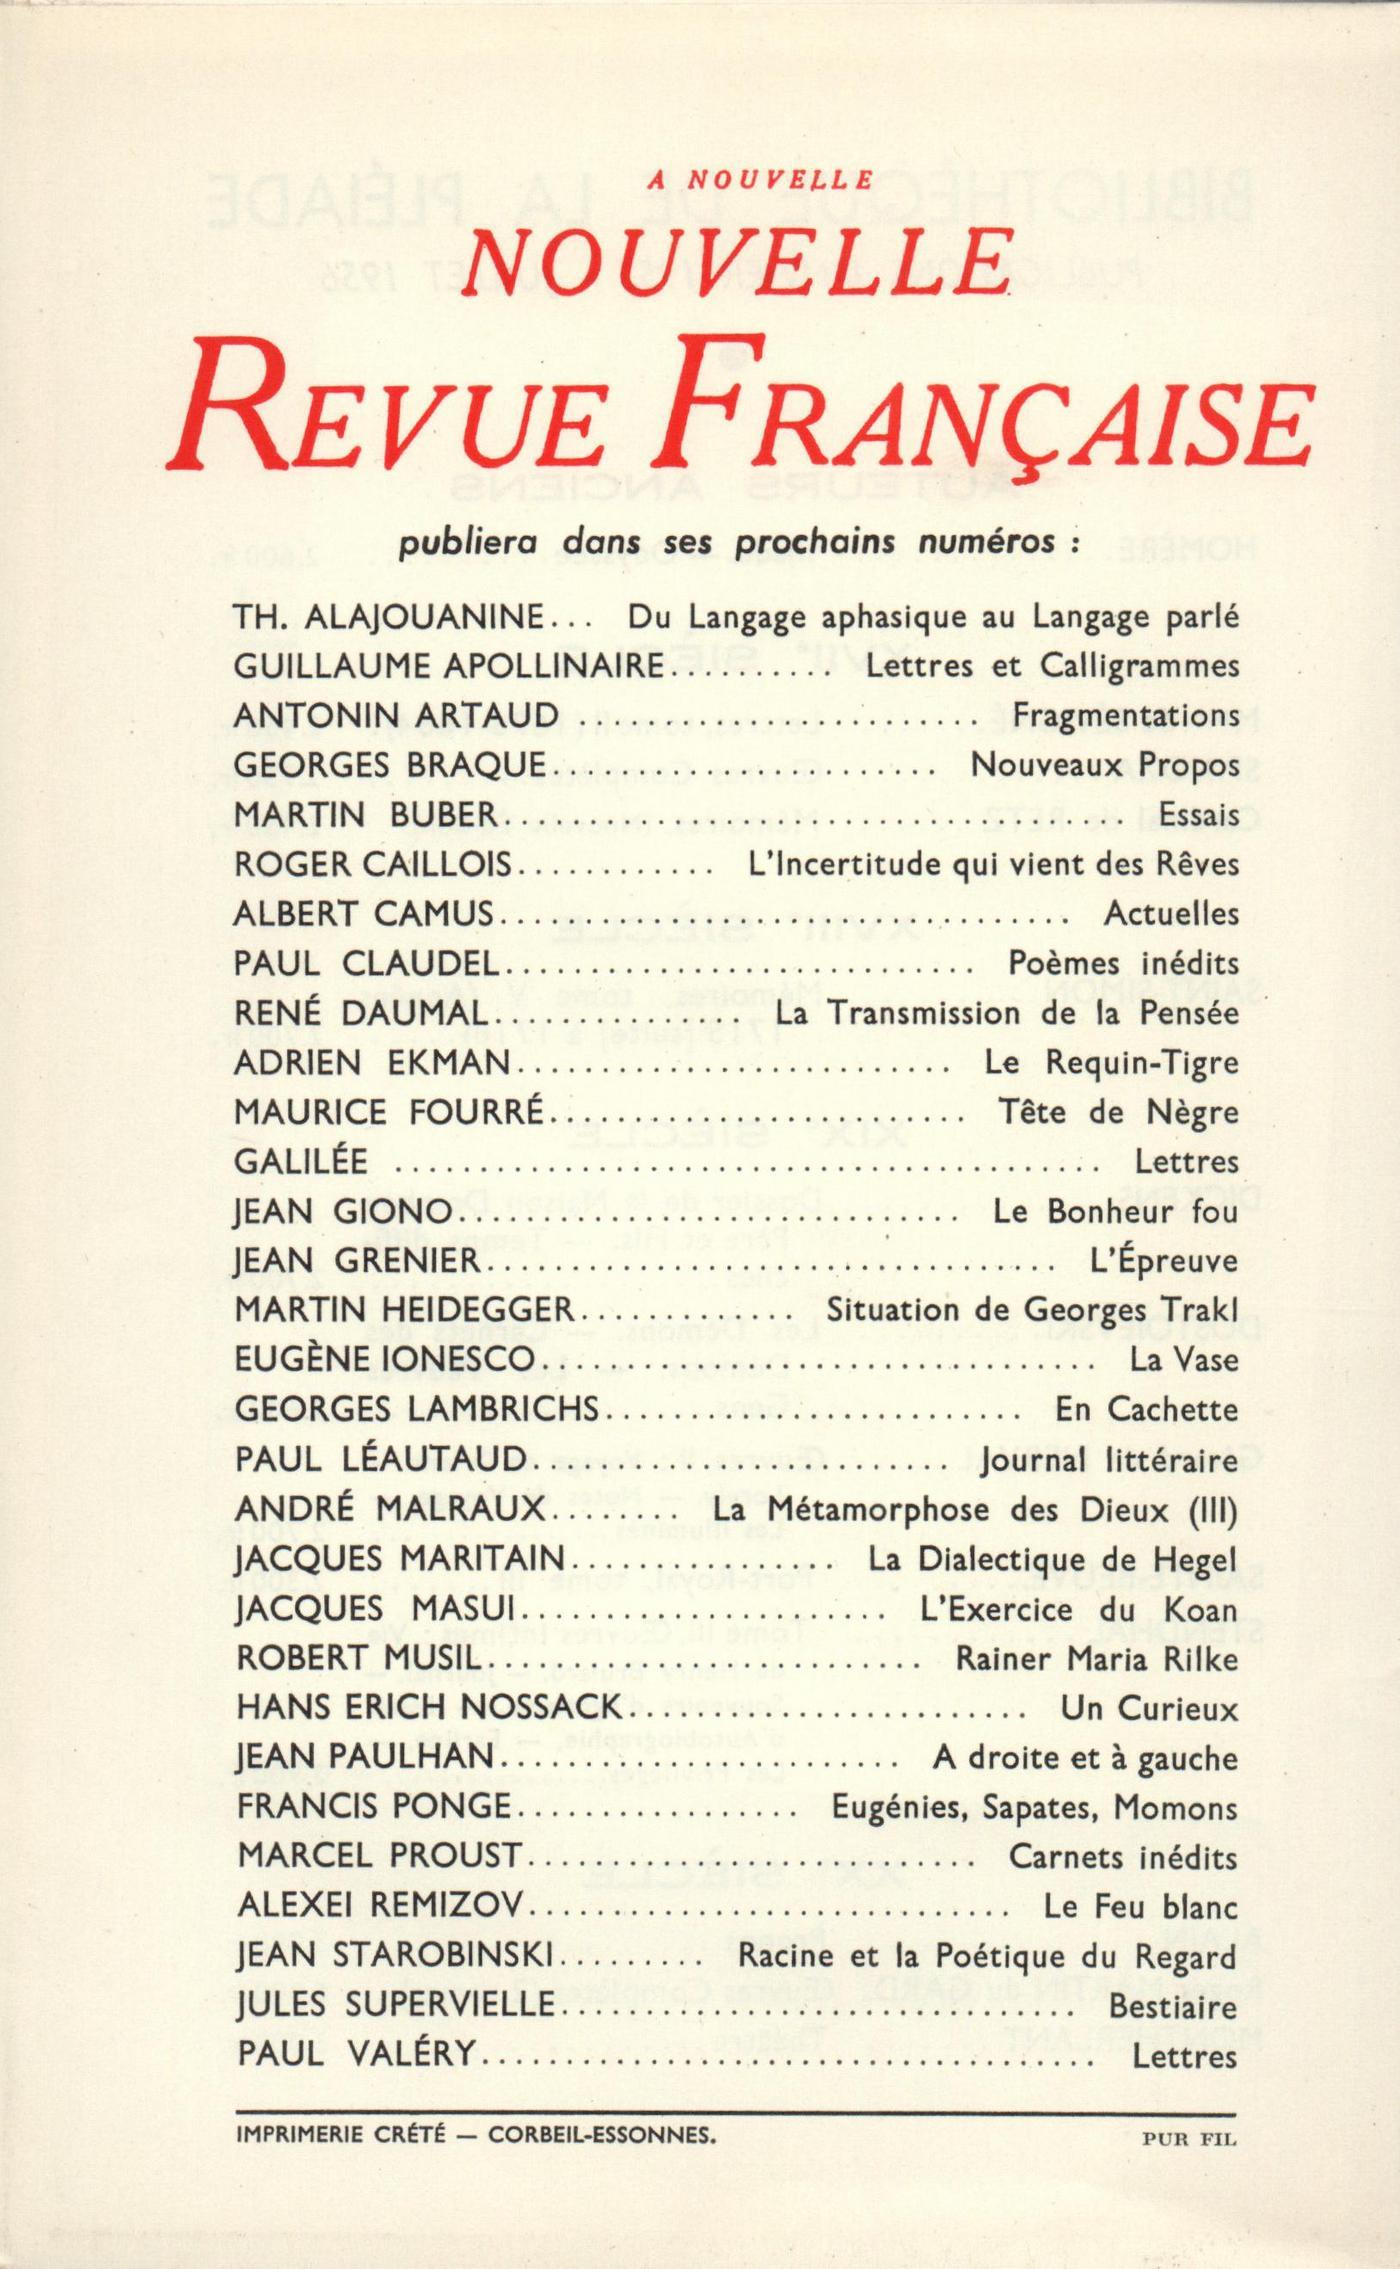 A NOUVELLE
NOUVELLE
REVUE FRANÇAISE
publiera dans ses prochains numéros :
TH. ALAJOUANINE... Du Langage aphasique au Langage parlé
GUILLAUME APOLLINAIRE.......... Lettres et Calligrammes
ANTONIN ARTAUD ........................ Fragmentations
GEORGES BRAQUE....................... Nouveaux Propos
MARTIN BUBER..................................... Essais
ROGER CAILLOIS............ L'Incertitude qui vient des Rêves
ALBERT CAMUS.................................. Actuelles
PAUL CLAUDEL............................ Poèmes inédits
RENÉ DAUMAL............... La Transmission de la Pensée
ADRIEN EKMAN.......................... Le Requin-Tigre
MAURICE FOURRÉ......................... Tête de Nègre
GALILÉE .......................................... Lettres
JEAN GIONO.............................. Le Bonheur fou
JEAN GRENIER.................................. L'Épreuve
MARTIN HEIDEGGER............. Situation de Georges Trakl
EUGÈNE IONESCO................................. La Vase
GEORGES LAMBRICHS......................... En Cachette
PAUL LÉAUTAUD......................... Journal littéraire
ANDRÉ MALRAUX........ La Métamorphose des Dieux (III)
JACQUES MARITAIN................ La Dialectique de Hegel
JACQUES MASUI...................... L'Exercice du Koan
ROBERT MUSIL.......................... Rainer Maria Rilke
HANS ERICH NOSSACK........................ Un Curieux
JEAN PAULHAN........................ A droite et à gauche
FRANCIS PONGE................. Eugénies, Sapates, Momons
MARCEL PROUST........................... Carnets inédits
ALEXEI REMIZOV............................. Le Feu blanc
JEAN STAROBINSKI......... Racine et la Poétique du Regard
JULES SUPERVIELLE............................... Bestiaire
PAUL VALÉRY..................................... Lettres
IMPRIMERIE CRÉTÉ — CORBEIL-ESSONNES.
PUR FIL